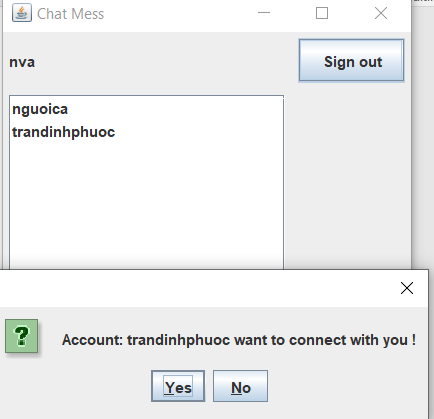 Chat Mess
nva
Sign out
nguoica
trandinhphuoc
Account: trandinhphuoc want to connect with you !
Yes
No